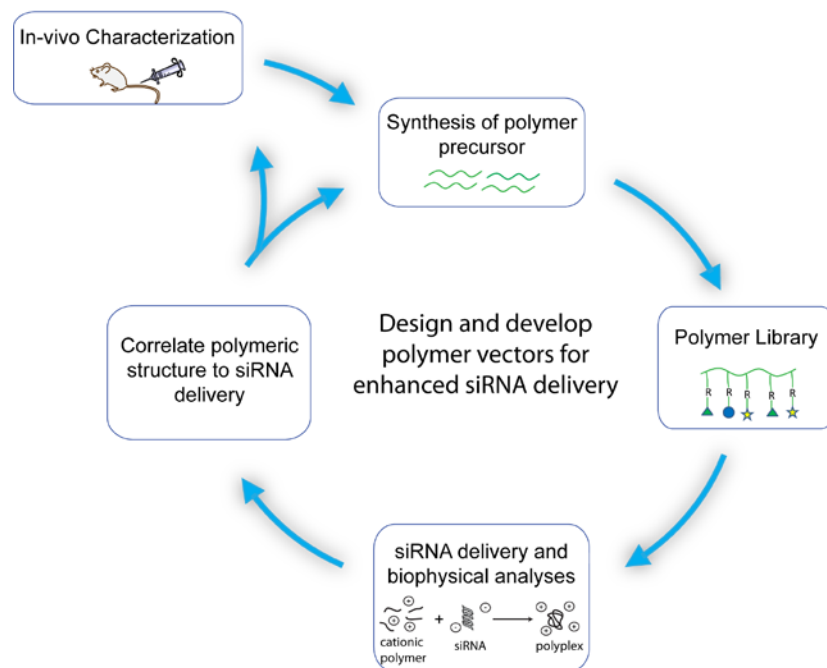 In-vivo Characterization
Synthesis of polymer
precursor
Polymer Library
R R R R R
siRNA delivery and
biophysical analyses
+ + + + + - - + + + +
cationic
polymer
siRNA
polyplex
Correlate polymeric
structure to siRNA
delivery
Design and develop
polymer vectors for
enhanced siRNA delivery